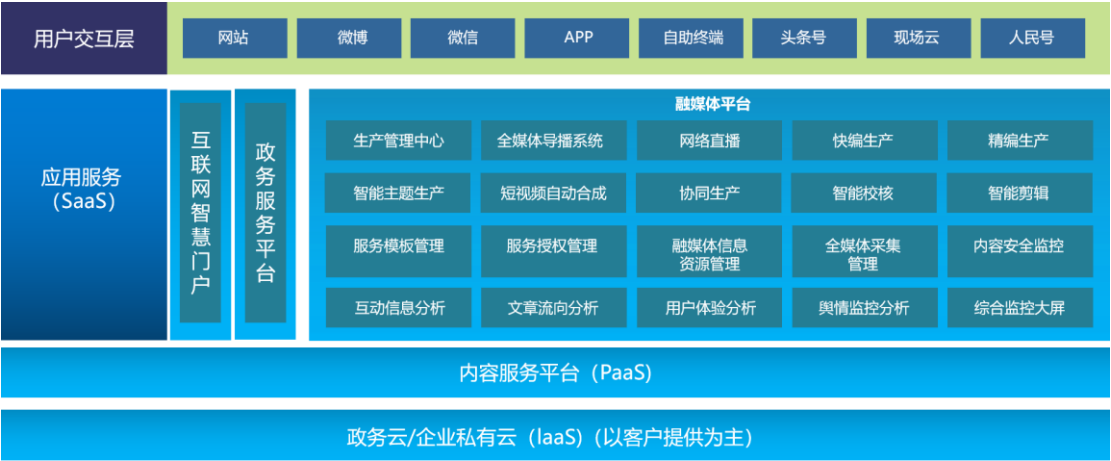 用户交互层
网站
微博
微信
APP
自助终端
头条号
现场云
人民号
应用服务
(SaaS)
互联网智慧门户
政务服务平台
融媒体平台
生产管理中心
全媒体导播系统
网络直播
快编生产
精编生产
智能主题生产
短视频自动合成
协同生产
智能校核
智能剪辑
服务模板管理
服务授权管理
融媒体信息
资源管理
全媒体采集
管理
内容安全监控
互动信息分析
文章流向分析
用户体验分析
舆情监控分析
综合监控大屏
内容服务平台（PaaS)
政务云/企业私有云（IaaS)（以客户提供为主）